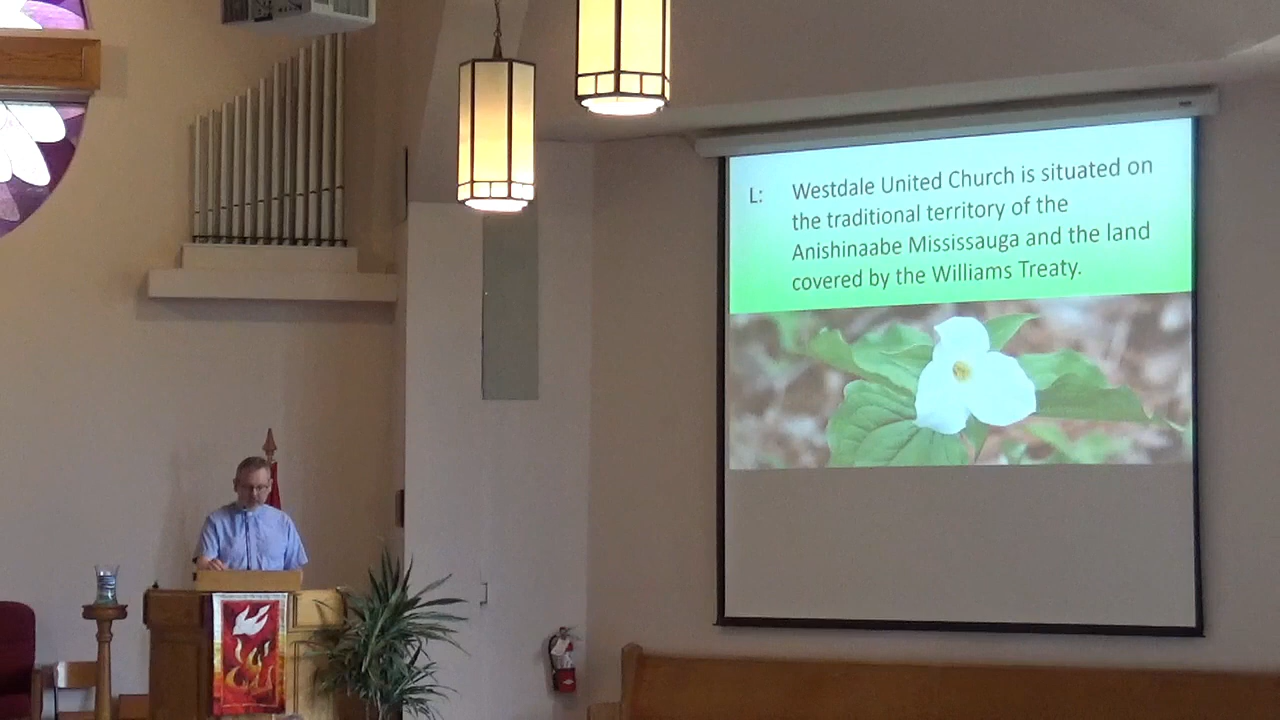 L: Westdale United Church is situated on
the traditional territory of the
Anishinaabe Mississauga and the land
covered by the Williams Treaty.